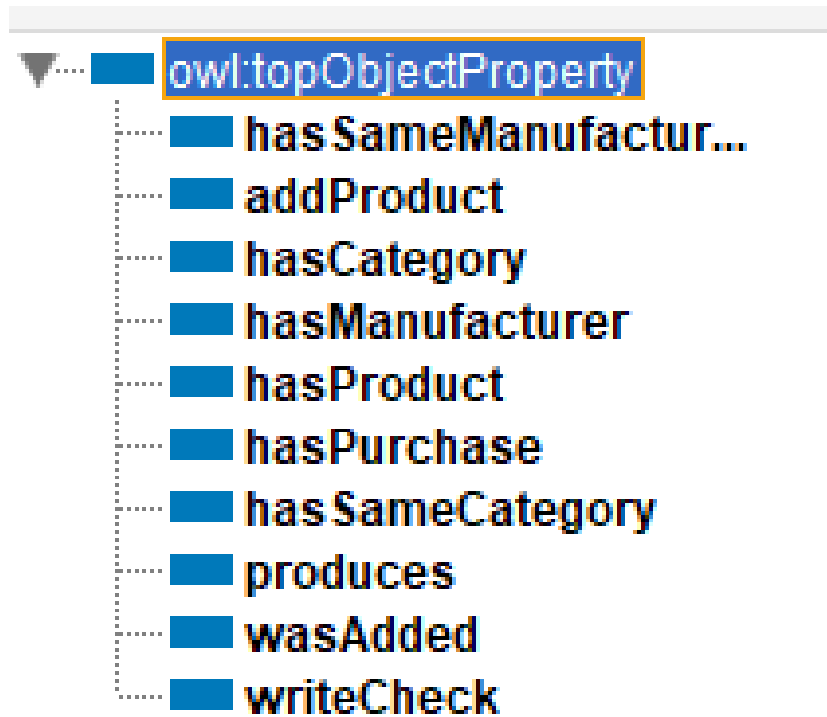 owl:topObjectProperty
hasSameManufactur...
addProduct
hasCategory
hasManufacturer
hasProduct
hasPurchase
hasSameCategory
produces
wasAdded
writeCheck